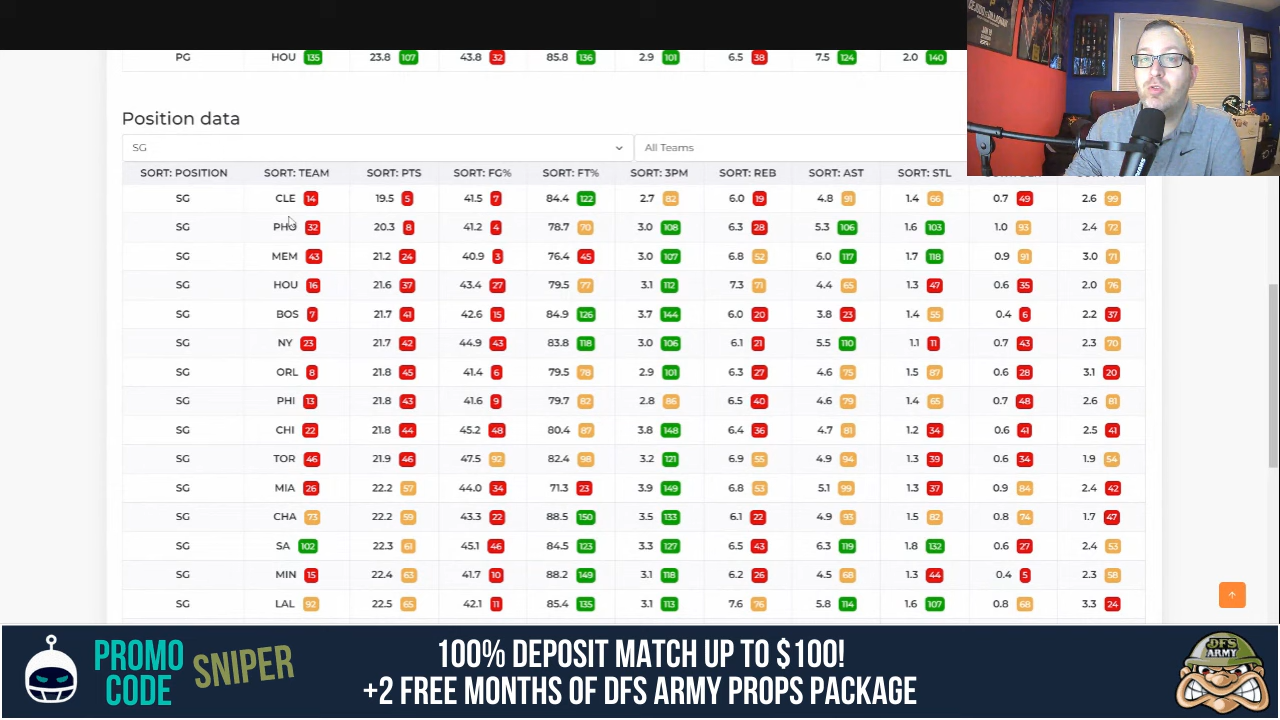 PG HOU 135 23.8 107 43.8 32 85.8 136 2.9 101 6.5 38 7.5 124 2.0 140
Position data
SG All Teams
SORT: POSITION SORT: TEAM SORT: PTS SORT: FG% SORT: FT% SORT: 3PM SORT: REB SORT: AST SORT: STL
SG CLE 14 19.5 5 41.5 7 84.4 122 2.7 82 6.0 19 4.8 91 1.4 66 0.7 49 2.6 99
SG PHO 32 20.3 8 41.2 4 78.7 70 3.0 108 6.3 28 5.3 106 1.6 103 1.0 93 2.4 72
SG MEM 43 21.2 24 40.9 3 76.4 45 3.0 107 6.8 52 6.0 117 1.7 118 0.9 91 3.0 71
SG HOU 16 21.6 37 43.4 27 79.5 77 3.1 112 7.3 71 4.4 65 1.3 47 0.6 35 2.0 76
SG BOS 7 21.7 41 42.6 15 84.9 126 3.7 144 6.0 20 3.8 23 1.4 55 0.4 6 2.2 37
SG NY 23 21.7 42 44.9 43 83.8 118 3.0 106 6.1 21 5.5 110 1.1 11 0.7 43 2.3 70
SG ORL 8 21.8 45 41.4 6 79.5 78 2.9 101 6.3 27 4.6 75 1.5 87 0.6 28 3.1 20
SG PHI 13 21.8 43 41.6 9 79.7 82 2.8 86 6.5 40 4.6 79 1.4 65 0.7 48 2.6 81
SG CHI 22 21.8 44 45.2 48 80.4 87 3.8 148 6.4 36 4.7 81 1.2 34 0.6 41 2.5 41
SG TOR 46 21.9 46 47.5 92 82.4 98 3.2 121 6.9 55 4.9 94 1.3 39 0.6 34 1.9 54
SG MIA 26 22.2 57 44.0 34 71.3 23 3.9 149 6.8 53 5.1 99 1.3 37 0.9 84 2.4 42
SG CHA 73 22.2 59 43.3 22 88.5 150 3.5 133 6.1 22 4.9 93 1.5 82 0.8 74 1.7 47
SG SA 102 22.3 61 45.1 46 84.5 123 3.3 127 6.5 43 6.3 119 1.8 132 0.6 27 2.4 53
SG MIN 15 22.4 63 41.7 10 88.2 149 3.1 118 6.2 26 4.5 68 1.3 44 0.4 5 2.3 58
SG LAL 92 22.5 65 42.1 11 85.4 135 3.1 113 7.6 76 5.8 114 1.6 107 0.8 68 3.3 24
PROMO CODE SNIPER
100% DEPOSIT MATCH UP TO $100!
+2 FREE MONTHS OF DFS ARMY PROPS PACKAGE
DFS
ARMY